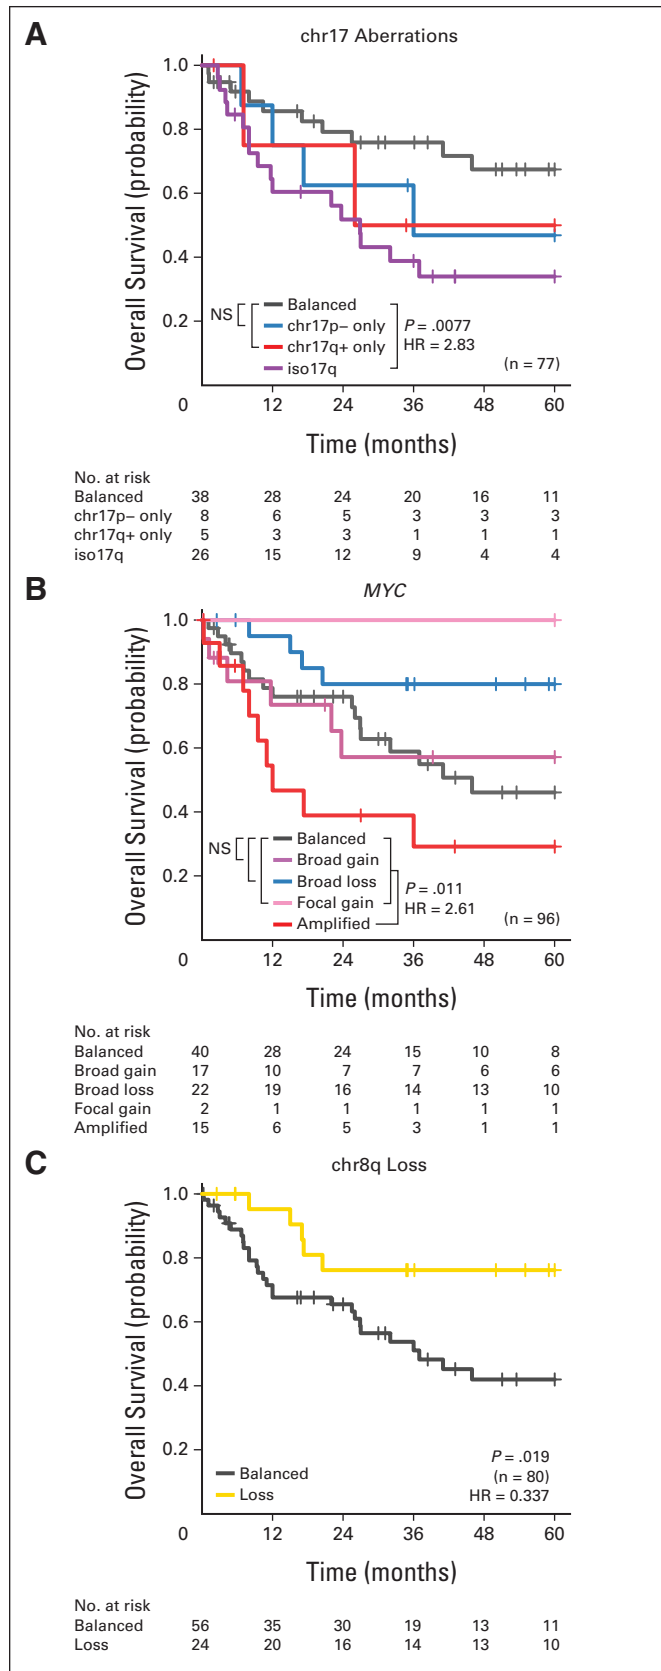 A
chr17 Aberrations
Overall Survival (probability)
1.0
0.8
0.6
0.4
0.2
NS
Balanced
chr17p– only
chr17q+ only
iso17q
P = .0077
HR = 2.83
(n = 77)
0 12 24 36 48 60
Time (months)
No. at risk
Balanced 38 28 24 20 16 11
chr17p– only 8 6 5 3 3 3
chr17q+ only 5 3 3 1 1 1
iso17q 26 15 12 9 4 4
B
MYC
Overall Survival (probability)
1.0
0.8
0.6
0.4
0.2
NS
Balanced
Broad gain
Broad loss
Focal gain
Amplified
P = .011
HR = 2.61
(n = 96)
0 12 24 36 48 60
Time (months)
No. at risk
Balanced 40 28 24 15 10 8
Broad gain 17 10 7 7 6 6
Broad loss 22 19 16 14 13 10
Focal gain 2 1 1 1 1 1
Amplified 15 6 5 3 1 1
C
chr8q Loss
Overall Survival (probability)
1.0
0.8
0.6
0.4
0.2
Balanced
Loss
P = .019
(n = 80)
HR = 0.337
0 12 24 36 48 60
Time (months)
No. at risk
Balanced 56 35 30 19 13 11
Loss 24 20 16 14 13 10